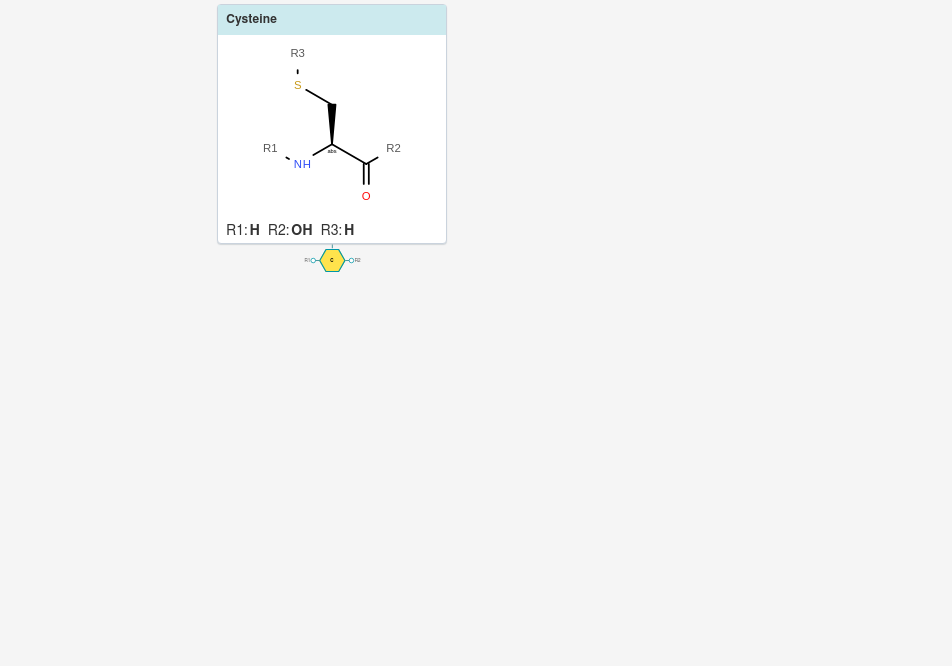 Cysteine
R3
S
R1
R2
NH
abs
O
R1: H R2: OH R3: H
R1 C R2